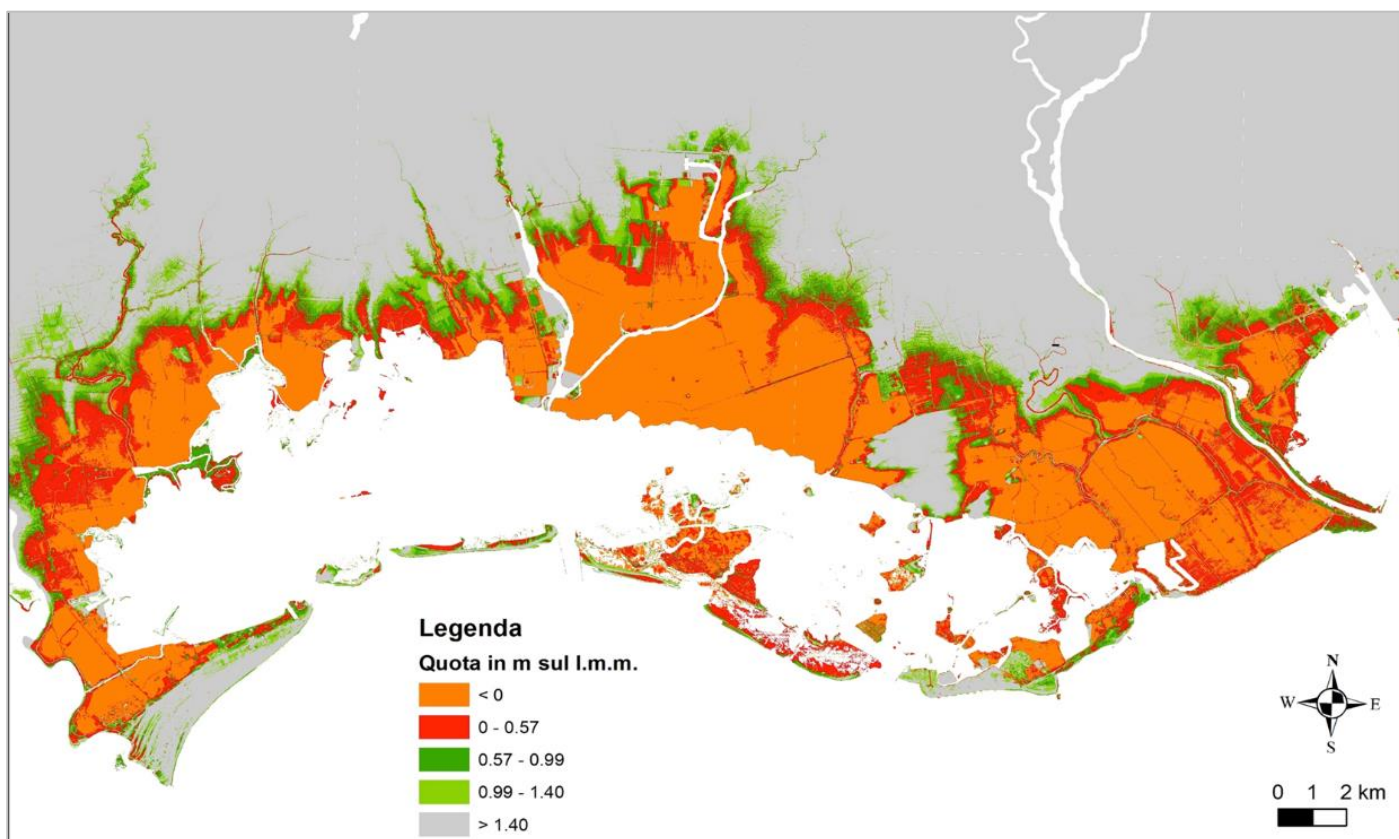 Legenda
Quota in m sul l.m.m.
< 0
0 - 0.57
0.57 - 0.99
0.99 - 1.40
> 1.40
N
W E
S
0 1 2 km